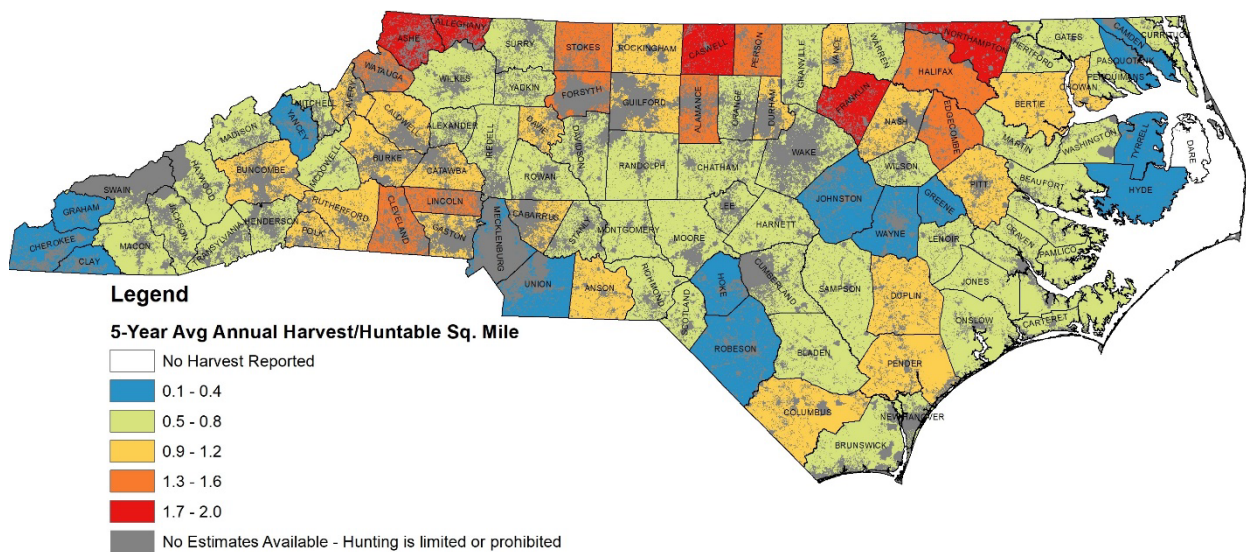 ASHE
ALLEGHANY
SURRY
STOKES
ROCKINGHAM
CASWELL
PERSON
GRANVILLE
VANCE
WARREN
NORTHAMPTON
HERTFORD
GATES
CAMDEN
CURRITUCK
PASQUOTANK
PERQUIMANS
CHOWAN
HALIFAX
BERTIE
WATAUGA
WILKES
YADKIN
FORSYTH
GUILFORD
ALAMANCE
ORANGE
DURHAM
FRANKLIN
NASH
EDGECOMBE
MARTIN
WASHINGTON
TYRRELL
DARE
MITCHELL
AVERY
YANCEY
MADISON
CALDWELL
ALEXANDER
IREDELL
DAVIE
DAVIDSON
RANDOLPH
CHATHAM
WAKE
WILSON
PITT
BEAUFORT
HYDE
BURKE
CATAWBA
ROWAN
MCDOWELL
BUNCOMBE
HAYWOOD
SWAIN
GRAHAM
JACKSON
CHEROKEE
MACON
CLAY
TRANSYLVANIA
HENDERSON
POLK
RUTHERFORD
CLEVELAND
LINCOLN
GASTON
MECKLENBURG
CABARRUS
STANLY
MONTGOMERY
MOORE
LEE
HARNETT
JOHNSTON
WAYNE
GREENE
LENOIR
CRAVEN
PAMLICO
JONES
UNION
ANSON
RICHMOND
SCOTLAND
HOKE
CUMBERLAND
SAMPSON
DUPLIN
ONSLOW
CARTERET
ROBESON
BLADEN
PENDER
COLUMBUS
NEW HANOVER
BRUNSWICK
Legend
5-Year Avg Annual Harvest/Huntable Sq. Mile
No Harvest Reported
0.1 - 0.4
0.5 - 0.8
0.9 - 1.2
1.3 - 1.6
1.7 - 2.0
No Estimates Available - Hunting is limited or prohibited